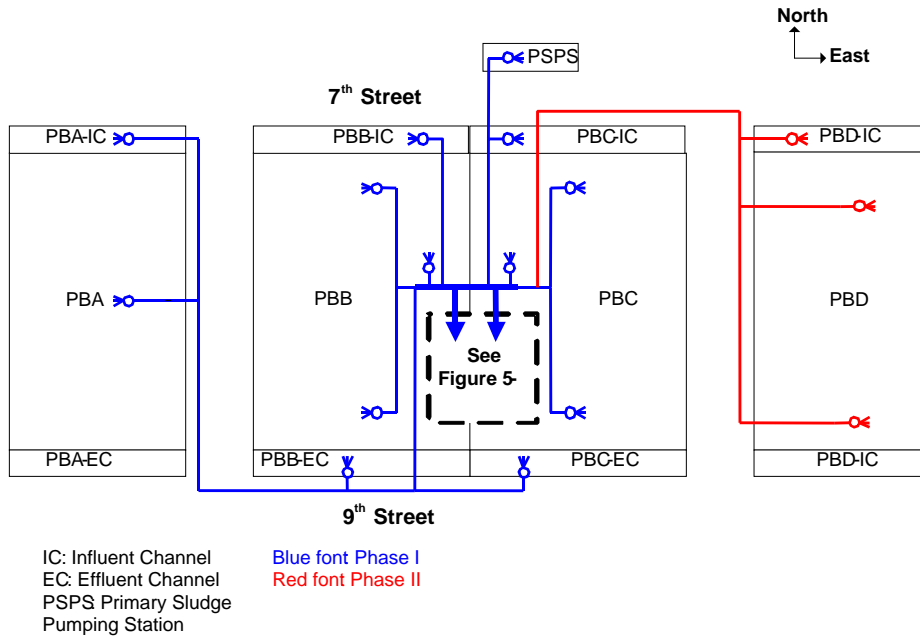 North
East
PSPS
7th Street
PBA-IC
PBB-IC
PBC-IC
PBD-IC
PBA
PBB
PBC
PBD
See
Figure 5-
PBA-EC
PBB-EC
PBC-EC
PBD-IC
9th Street
IC: Influent Channel
Blue font Phase I
EC: Effluent Channel
Red font Phase II
PSPS: Primary Sludge
Pumping Station